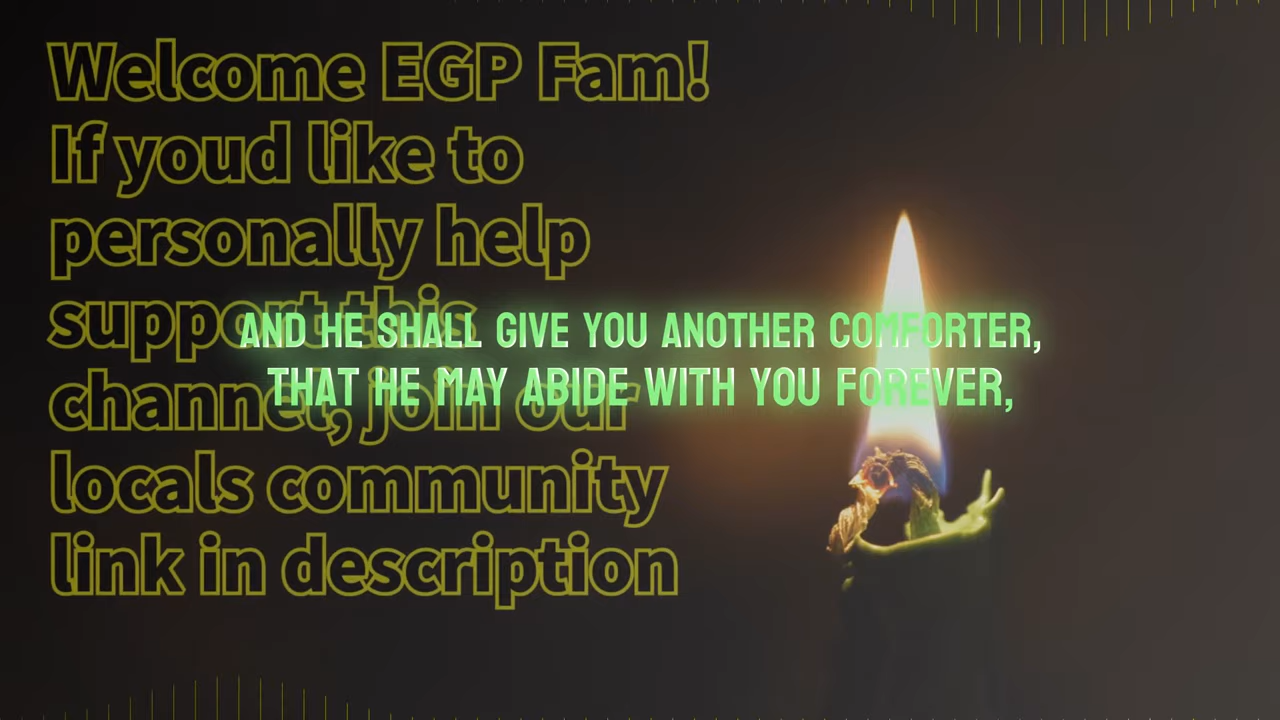 Welcome EGP Fam!
If youd like to
personally help
support this
channel, join our
locals community
link in description
AND HE SHALL GIVE YOU ANOTHER COMFORTER,
THAT HE MAY ABIDE WITH YOU FOREVER,